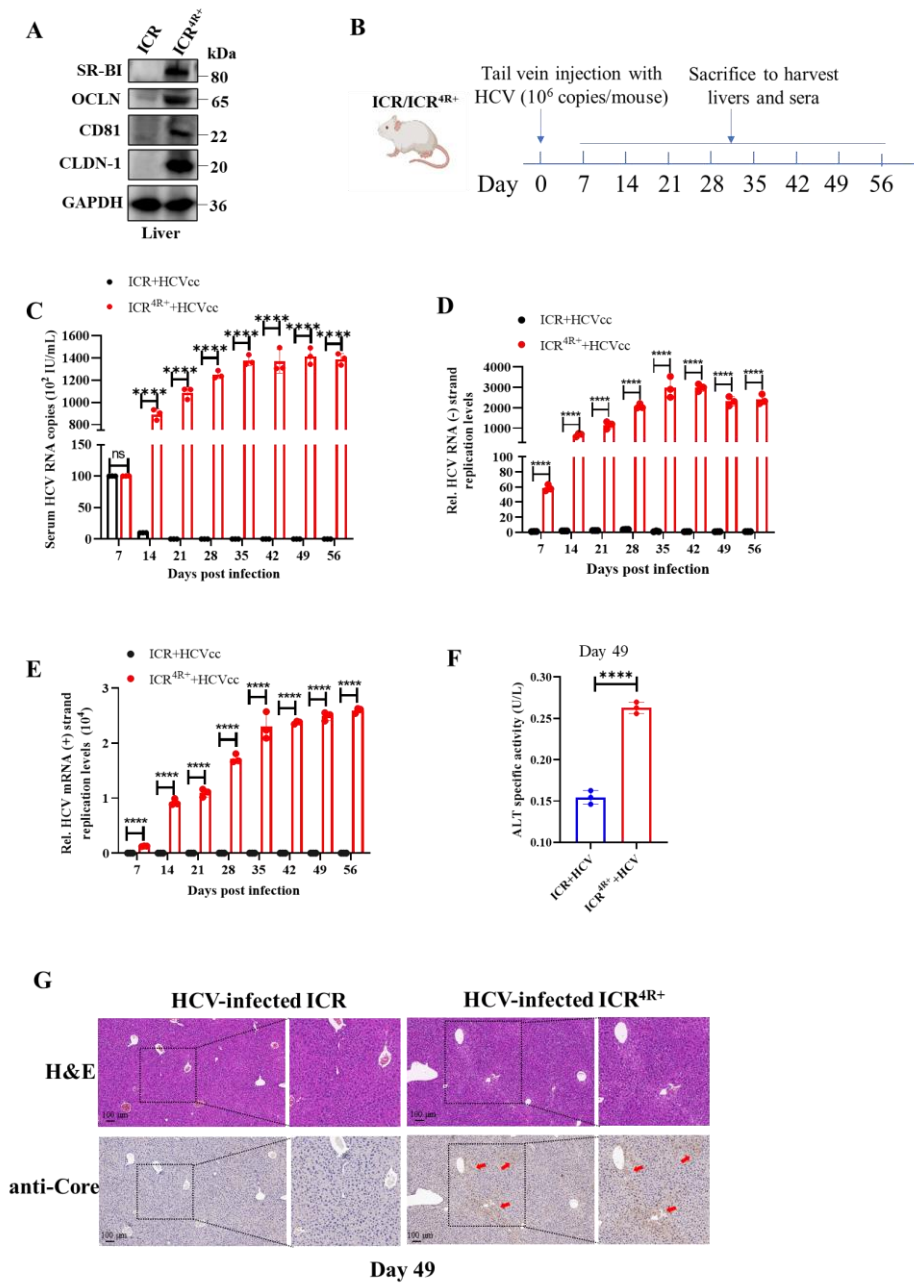 A
ICR
ICR4R+
kDa
SR-BI
80
OCLN
65
CD81
22
CLDN-1
20
GAPDH
36
Liver
B
ICR/ICR4R+
Tail vein injection with
HCV (10⁶ copies/mouse)
Sacrifice to harvest
livers and sera
Day 0 7 14 21 28 35 42 49 56
C
ICR+HCVcc
ICR4R+ +HCVcc
Serum HCV RNA copies (10² IU/mL)
1600
1400
1200
1000
800
150
100
50
0
ns
****
****
****
****
****
****
****
7 14 21 28 35 42 49 56
Days post infection
D
ICR+HCVcc
ICR4R+ +HCVcc
Rel. HCV RNA (-) strand
replication levels
4000
3000
2000
1000
100
80
60
40
20
0
****
****
****
****
****
****
****
****
7 14 21 28 35 42 49 56
Days post infection
E
ICR+HCVcc
ICR4R+ +HCVcc
Rel. HCV mRNA (+) strand
replication levels (10⁴)
3
2
1
0
****
****
****
****
****
****
****
****
7 14 21 28 35 42 49 56
Days post infection
F
Day 49
ALT specific activity (U/L)
0.30
0.25
0.20
0.15
0.10
****
ICR+HCV
ICR4R+ +HCV
G
HCV-infected ICR
HCV-infected ICR4R+
H&E
100 μm
100 μm
anti-Core
100 μm
100 μm
Day 49